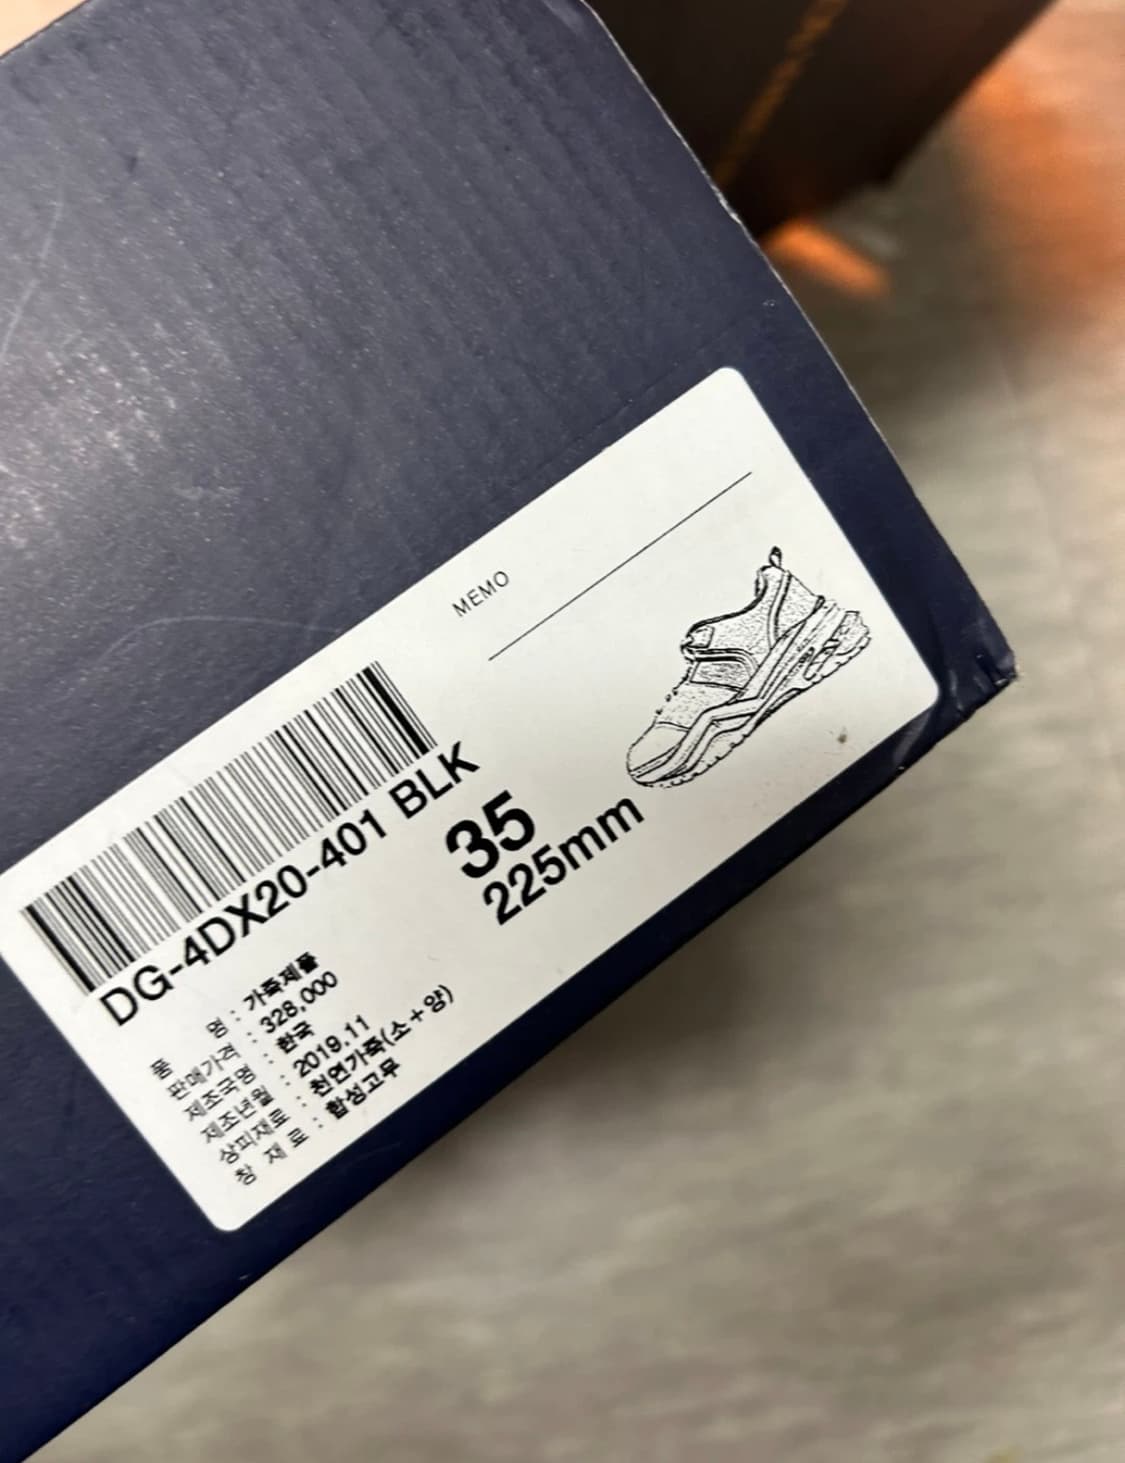 MEMO
DG-4DX20-401 BLK
35
225mm
품 명 : 가죽제품
판매가격 : 328,000
제조국명 : 한국
제조년월 : 2019.11
상피재료 : 천연가죽(소+양)
창 재 료 : 합성고무